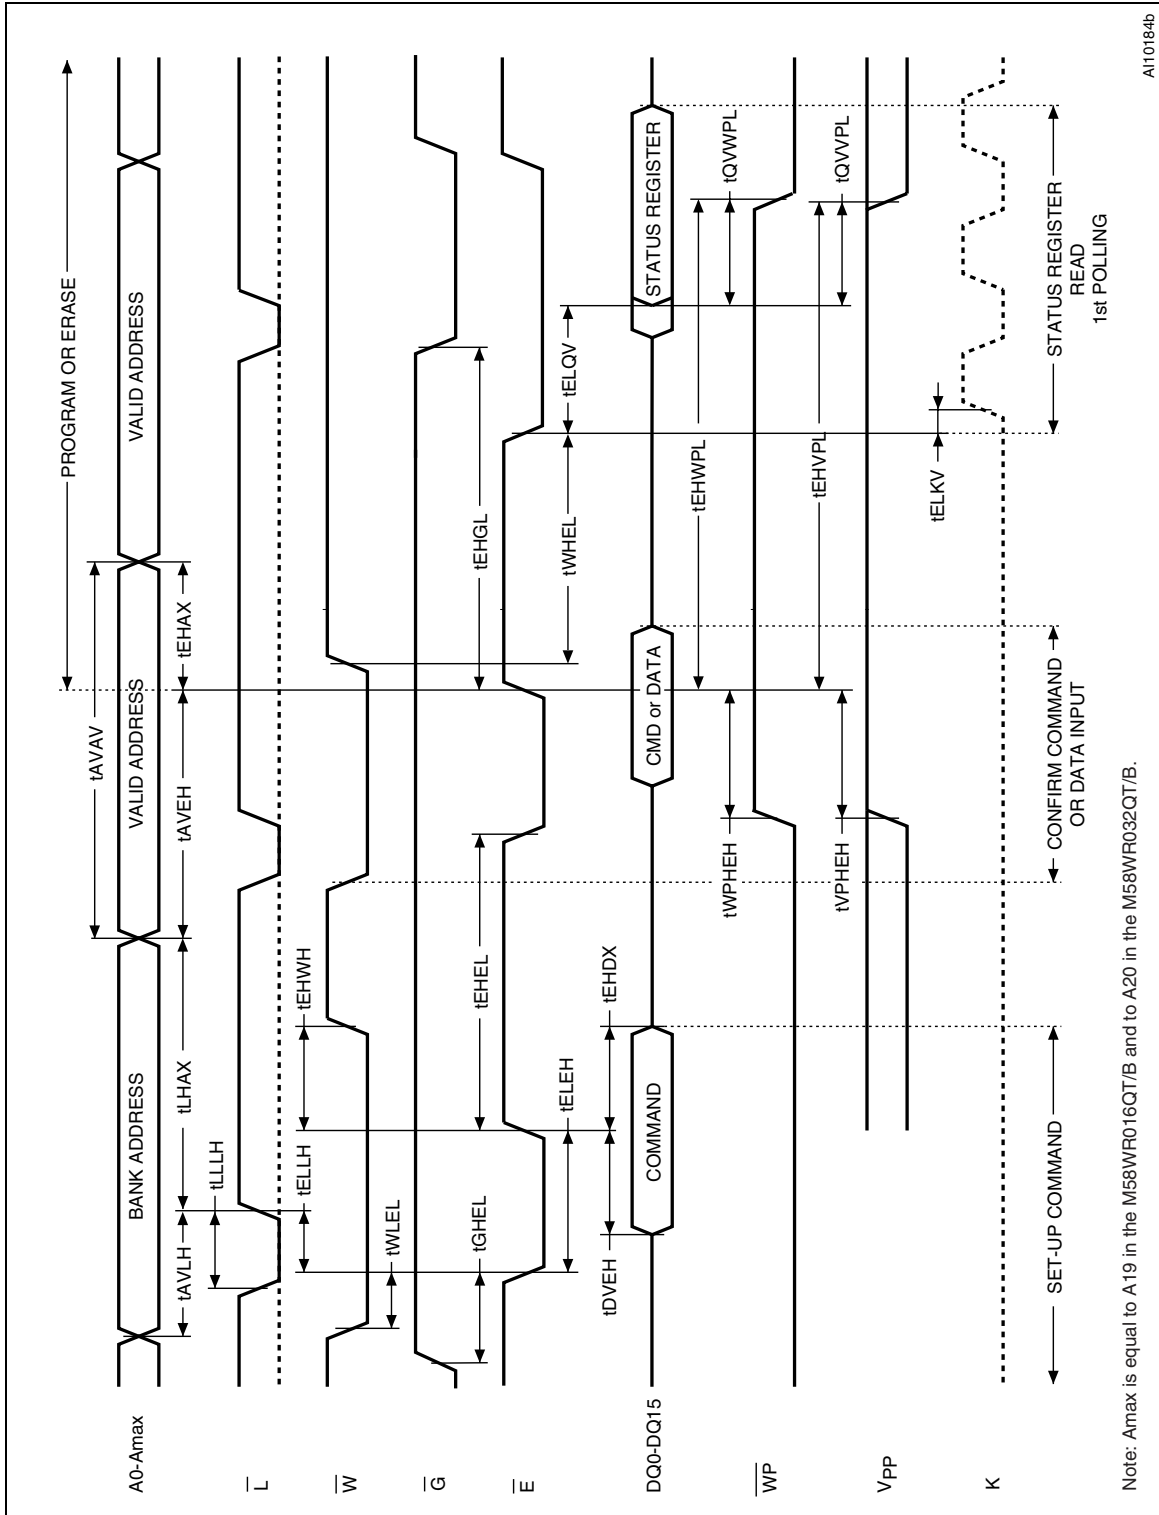 PROGRAM OR ERASE
tAVAV
A0-Amax
BANK ADDRESS
VALID ADDRESS
VALID ADDRESS
tAVLH
tLHAX
tAVEH
tEHAX
tLLLH
L
tELLH
tEHWH
W
tWLEL
G
tGHEL
tEHEL
tEHGL
E
tELEH
tWHEL
tELQV
tDVEH
tEHDX
DQ0-DQ15
COMMAND
CMD or DATA
STATUS REGISTER
tEHWPL
tWPHEH
tQVWPL
WP
tEHVPL
tVPHEH
tQVVPL
VPP
tELKV
K
SET-UP COMMAND
CONFIRM COMMAND
OR DATA INPUT
STATUS REGISTER
READ
1st POLLING
Note: Amax is equal to A19 in the M58WR016QT/B and to A20 in the M58WR032QT/B.
AI10184b